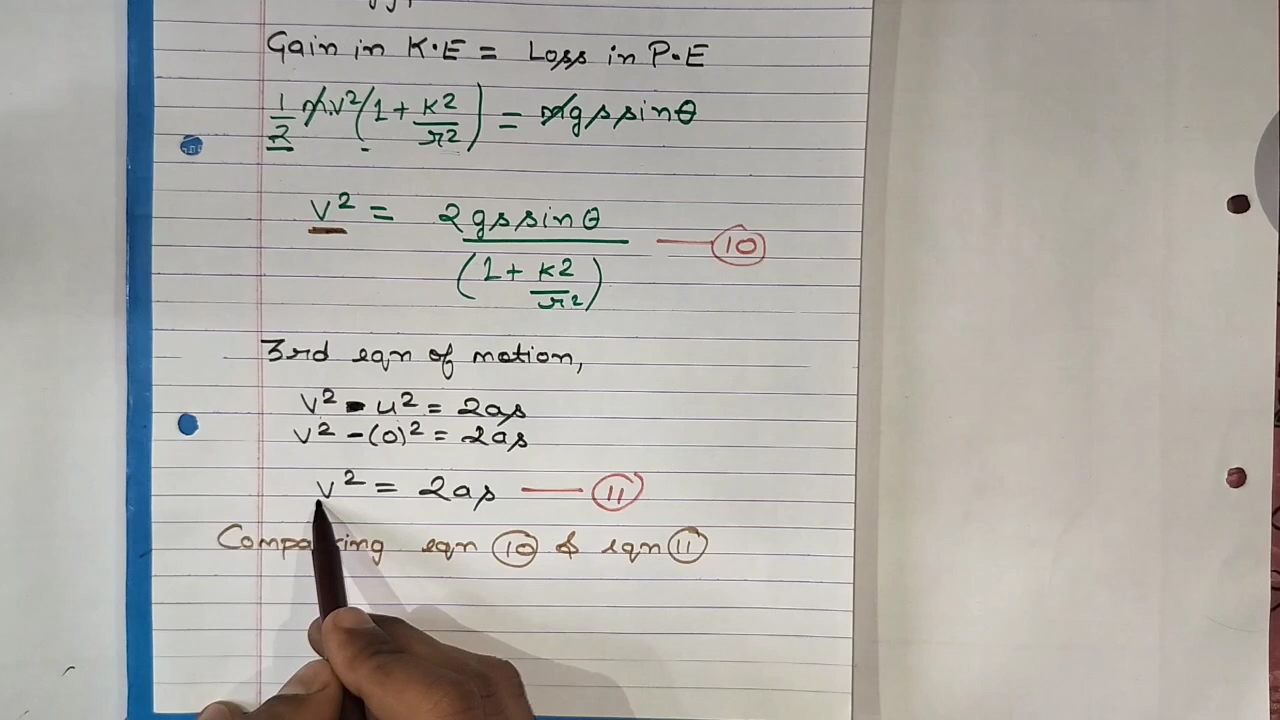 Gain in K.E = Loss in P.E
1/2 m.v²(1 + K²/r²) = mgs sinθ
v² = 2gs sinθ / (1 + K²/r²) — 10
3rd eqn of motion,
v² - u² = 2as
v² - (0)² = 2as
v² = 2as — 11
Comparing eqn 10 & eqn 11